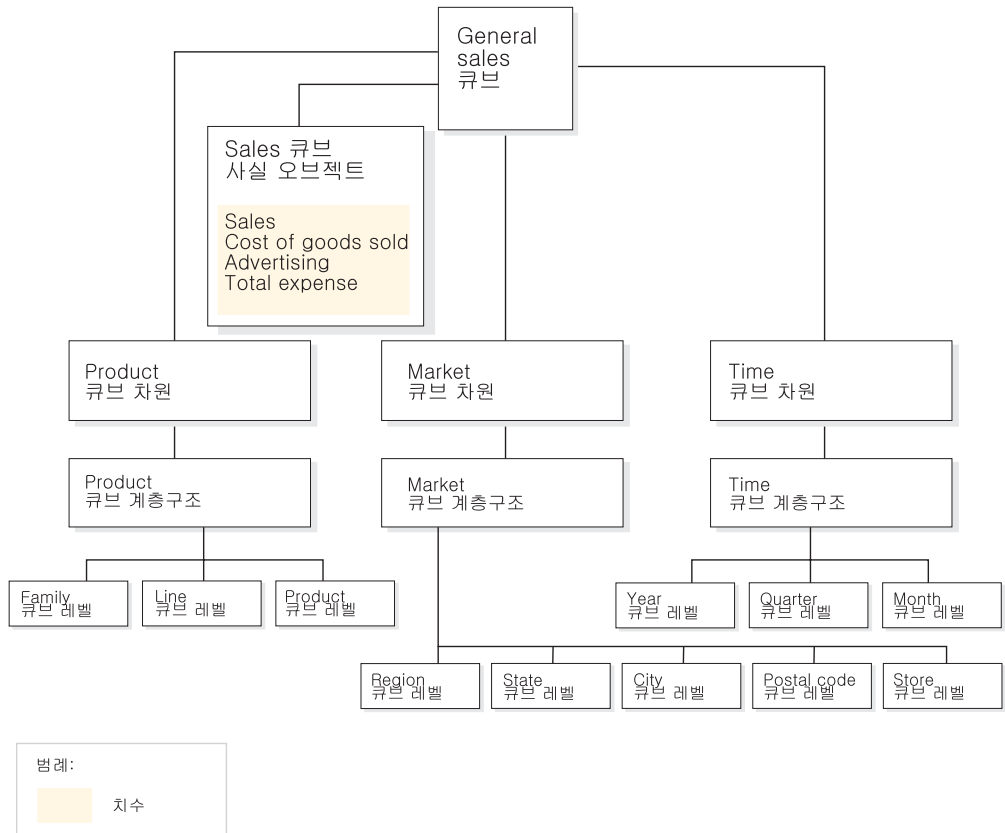 General
sales
큐브
Sales 큐브
사실 오브젝트
Sales
Cost of goods sold
Advertising
Total expense
Product
큐브 차원
Market
큐브 차원
Time
큐브 차원
Product
큐브 계층구조
Market
큐브 계층구조
Time
큐브 계층구조
Family
큐브 레벨
Line
큐브 레벨
Product
큐브 레벨
Year
큐브 레벨
Quarter
큐브 레벨
Month
큐브 레벨
Region
큐브 레벨
State
큐브 레벨
City
큐브 레벨
Postal code
큐브 레벨
Store
큐브 레벨
범례:
치수